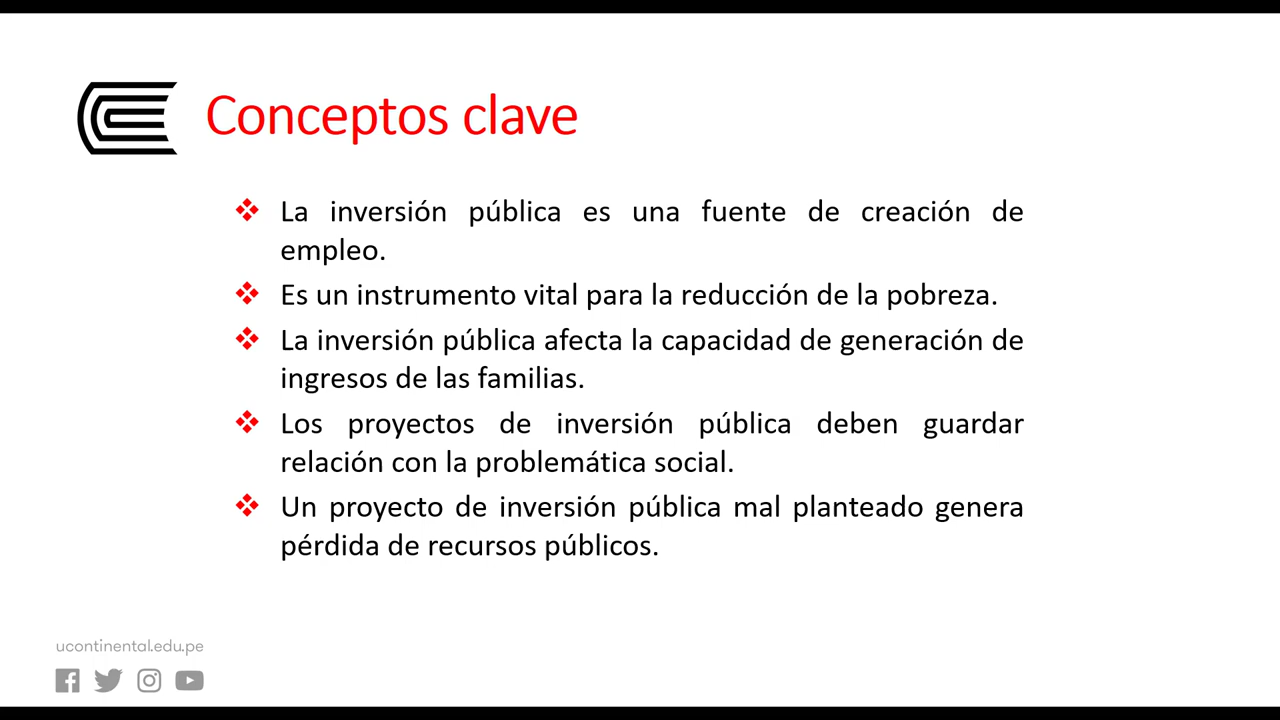 Conceptos clave
La inversión pública es una fuente de creación de
empleo.
Es un instrumento vital para la reducción de la pobreza.
La inversión pública afecta la capacidad de generación de
ingresos de las familias.
Los proyectos de inversión pública deben guardar
relación con la problemática social.
Un proyecto de inversión pública mal planteado genera
pérdida de recursos públicos.
ucontinental.edu.pe